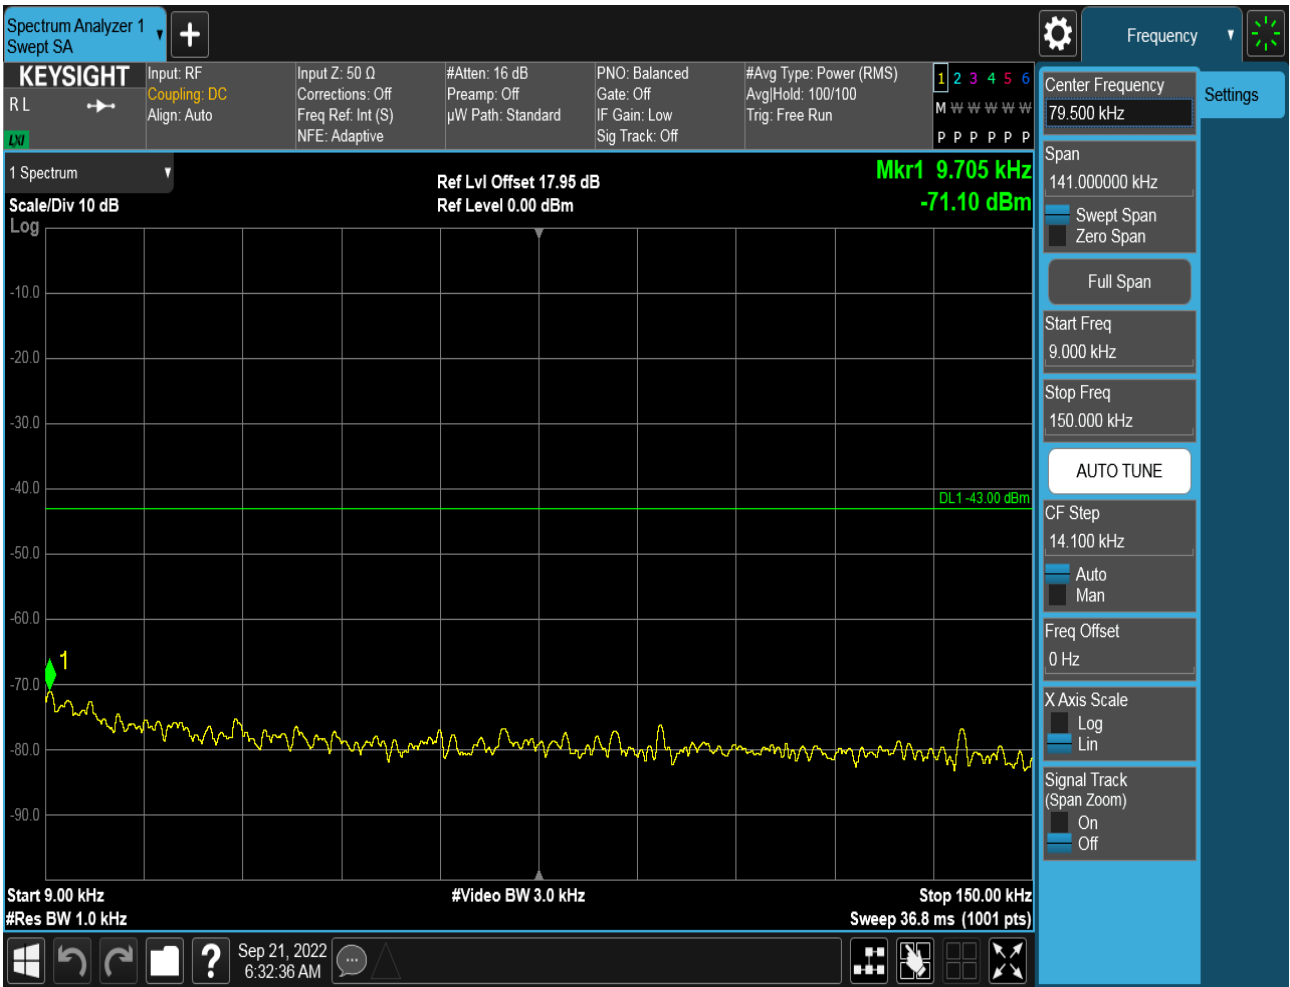 Spectrum Analyzer 1
Swept SA
Frequency
KEYSIGHT
R L
LXI
Input: RF
Coupling: DC
Align: Auto
Input Z: 50 Ω
Corrections: Off
Freq Ref: Int (S)
NFE: Adaptive
#Atten: 16 dB
Preamp: Off
µW Path: Standard
PNO: Balanced
Gate: Off
IF Gain: Low
Sig Track: Off
#Avg Type: Power (RMS)
Avg|Hold: 100/100
Trig: Free Run
1 2 3 4 5 6
M W W W W W
P P P P P P
Center Frequency
79.500 kHz
Settings
Span
141.000000 kHz
Swept Span
Zero Span
Full Span
Start Freq
9.000 kHz
Stop Freq
150.000 kHz
AUTO TUNE
CF Step
14.100 kHz
Auto
Man
Freq Offset
0 Hz
X Axis Scale
Log
Lin
Signal Track
(Span Zoom)
On
Off
1 Spectrum
Scale/Div 10 dB
Log
Ref Lvl Offset 17.95 dB
Ref Level 0.00 dBm
Mkr1 9.705 kHz
-71.10 dBm
-10.0
-20.0
-30.0
-40.0
DL1 -43.00 dBm
-50.0
-60.0
1
-70.0
-80.0
-90.0
Start 9.00 kHz
#Video BW 3.0 kHz
Stop 150.00 kHz
#Res BW 1.0 kHz
Sweep 36.8 ms (1001 pts)
?
Sep 21, 2022
6:32:36 AM